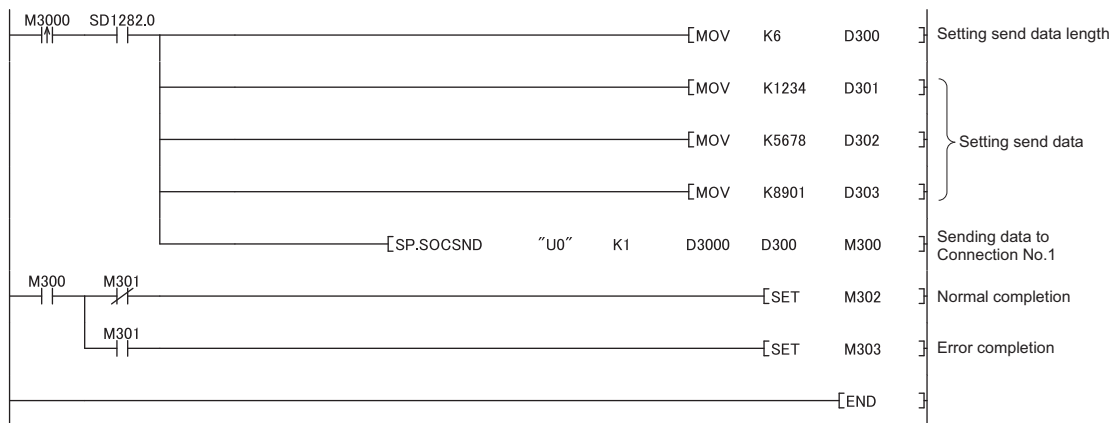 M3000 SD1282.0
[MOV K6 D300 ] Setting send data length
[MOV K1234 D301 ]
[MOV K5678 D302 ] Setting send data
[MOV K8901 D303 ]
[SP.SOCSND "U0" K1 D3000 D300 M300 ] Sending data to
Connection No.1
M300 M301
[SET M302 ] Normal completion
M301
[SET M303 ] Error completion
[END ]